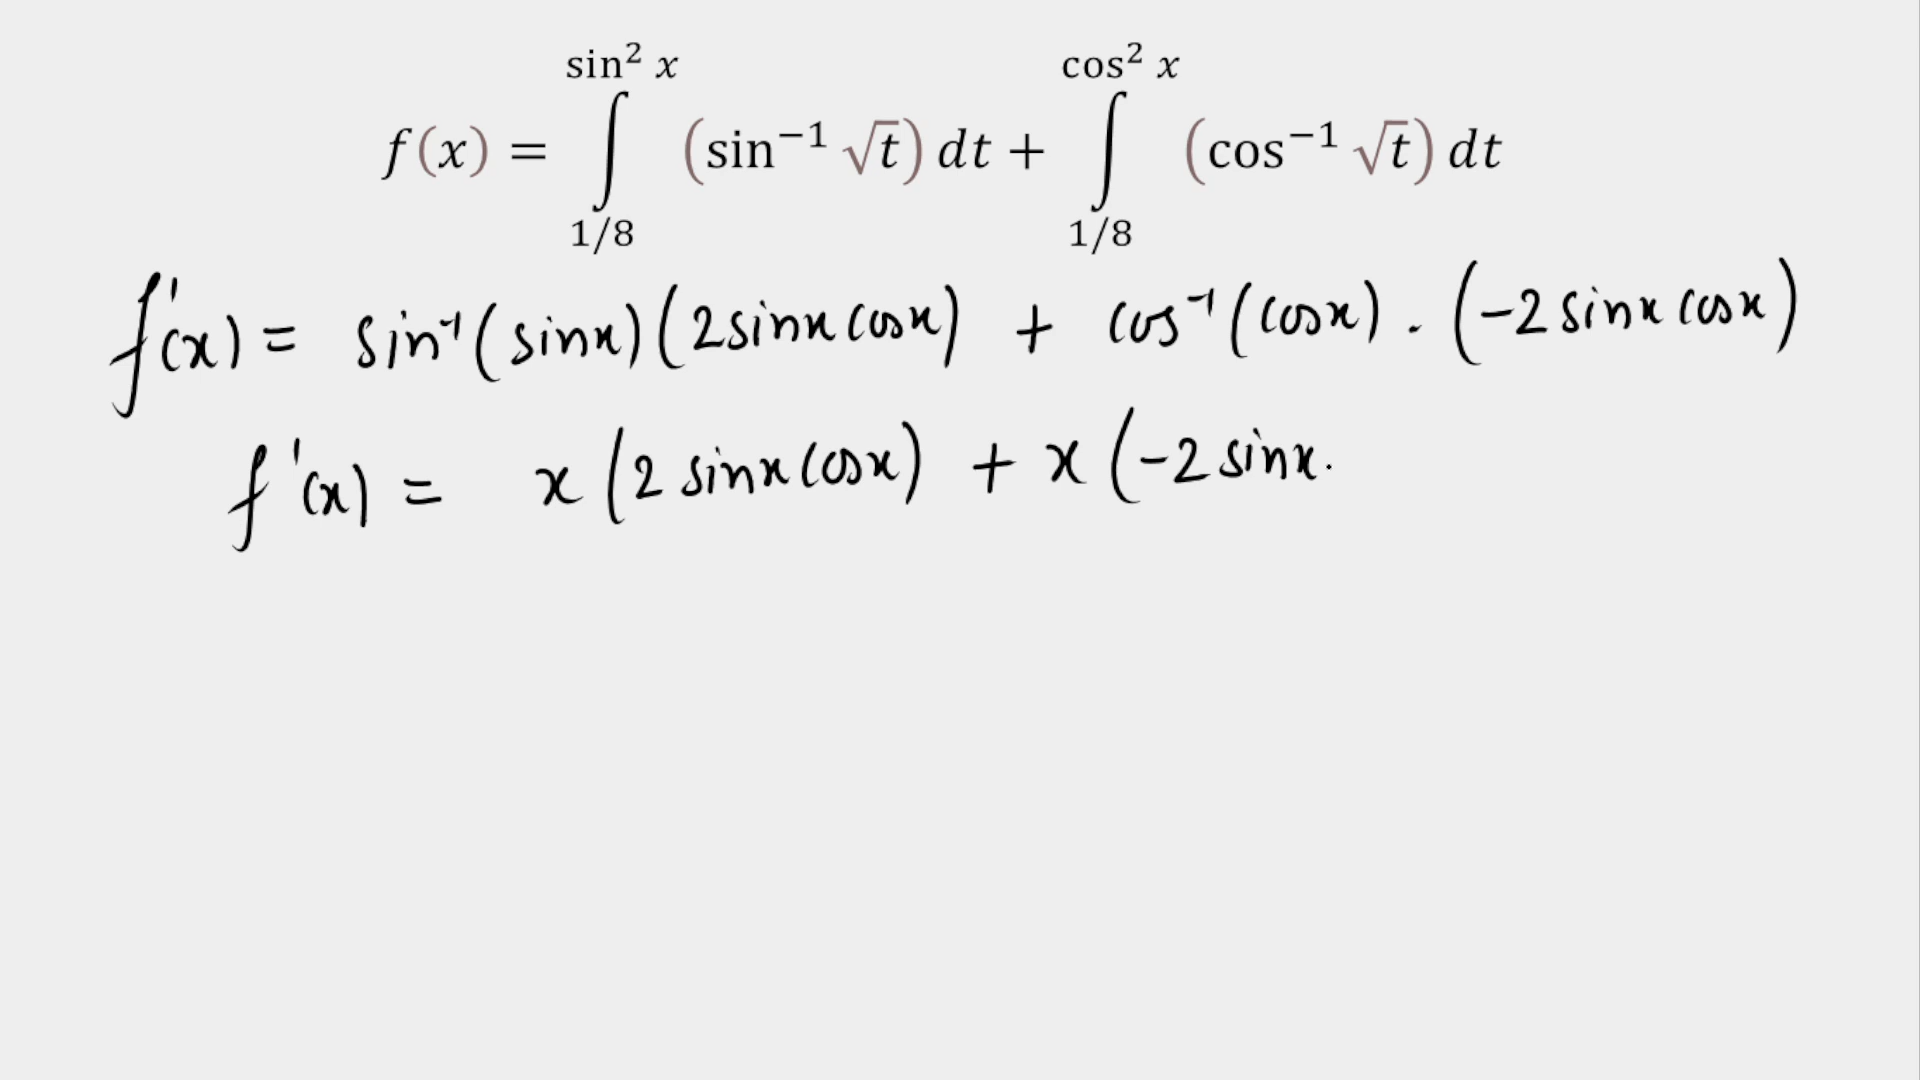 f(x) = ∫_{1/8}^{sin² x} (sin⁻¹ √t) dt + ∫_{1/8}^{cos² x} (cos⁻¹ √t) dt
f'(x) = sin⁻¹(sinx)(2sinx cosx) + cos⁻¹(cosx) . (-2 sinx cosx)
f'(x) = x (2 sinx cosx) + x (-2 sinx.